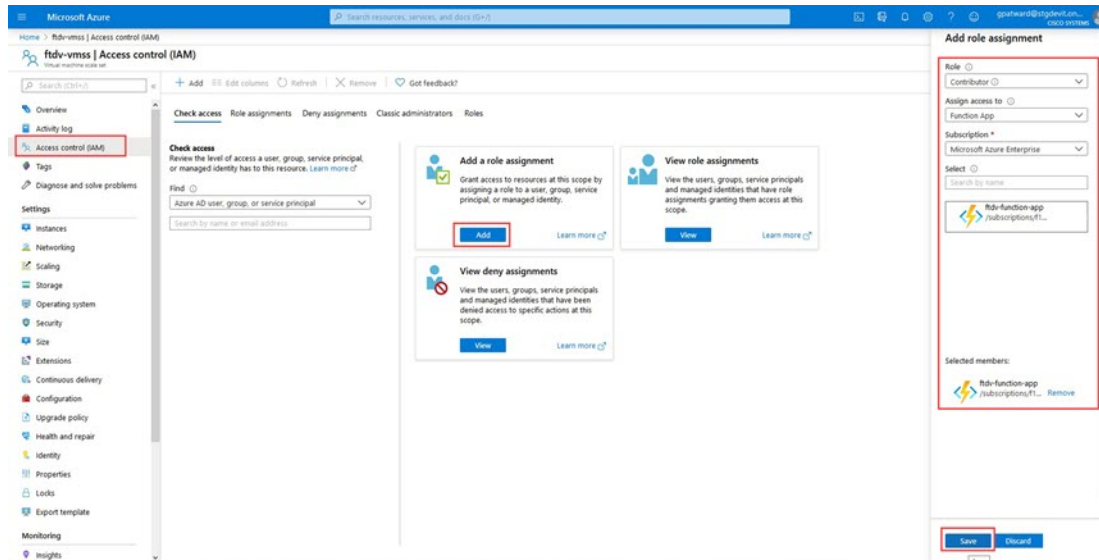 Microsoft Azure
Search resources, services, and docs (G+/)
gpatward@stgdevit.on...
CISCO SYSTEMS
Home > ftdv-vmss | Access control (IAM)
ftdv-vmss | Access control (IAM)
Virtual machine scale set
Search (Ctrl+/)
Overview
Activity log
Access control (IAM)
Tags
Diagnose and solve problems
Settings
Instances
Networking
Scaling
Storage
Operating system
Security
Size
Extensions
Continuous delivery
Configuration
Upgrade policy
Health and repair
Identity
Properties
Locks
Export template
Monitoring
Insights
Add
Edit columns
Refresh
Remove
Got feedback?
Check access
Role assignments
Deny assignments
Classic administrators
Roles
Check access
Review the level of access a user, group, service principal,
or managed identity has to this resource. Learn more
Find
Azure AD user, group, or service principal
Search by name or email address
Add a role assignment
Grant access to resources at this scope by
assigning a role to a user, group, service
principal, or managed identity.
Add
Learn more
View role assignments
View the users, groups, service principals
and managed identities that have role
assignments granting them access at this
scope.
View
Learn more
View deny assignments
View the users, groups, service principals
and managed identities that have been
denied access to specific actions at this
scope.
View
Learn more
Add role assignment
Role
Contributor
Assign access to
Function App
Subscription *
Microsoft Azure Enterprise
Select
Search by name
ftdv-function-app
/subscriptions/f1...
Selected members:
ftdv-function-app
/subscriptions/f1...
Remove
Save
Discard